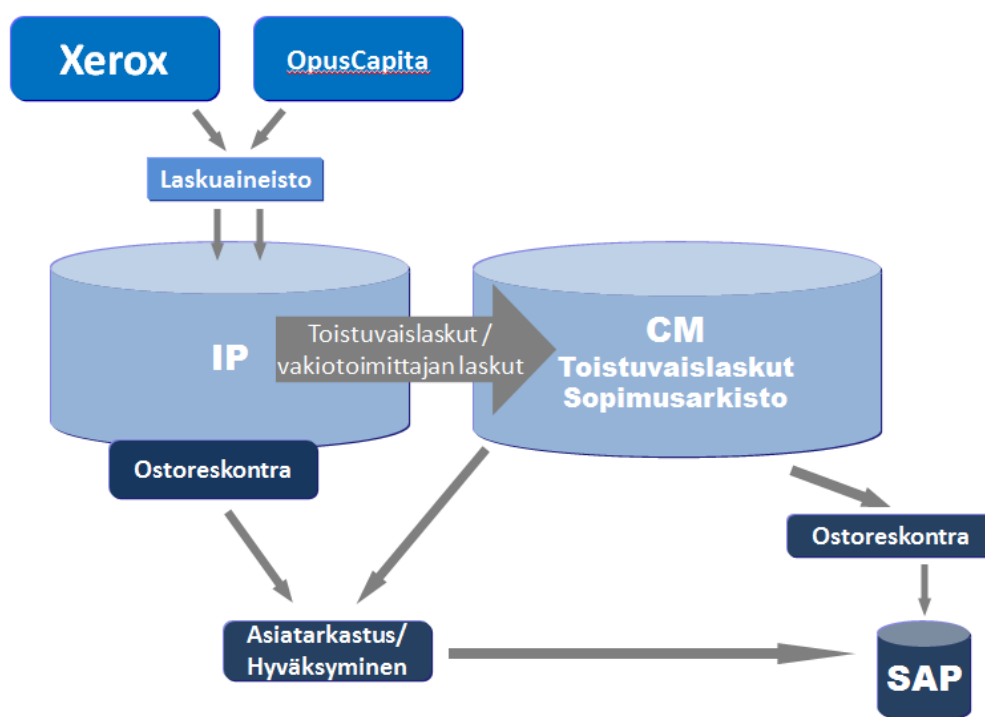 Xerox
OpusCapita
Laskuaineisto
IP
Toistuvaislaskut /
vakiotoimittajan laskut
CM
Toistuvaislaskut
Sopimusarkisto
Ostoreskontra
Ostoreskontra
Asiatarkastus/
Hyväksyminen
SAP